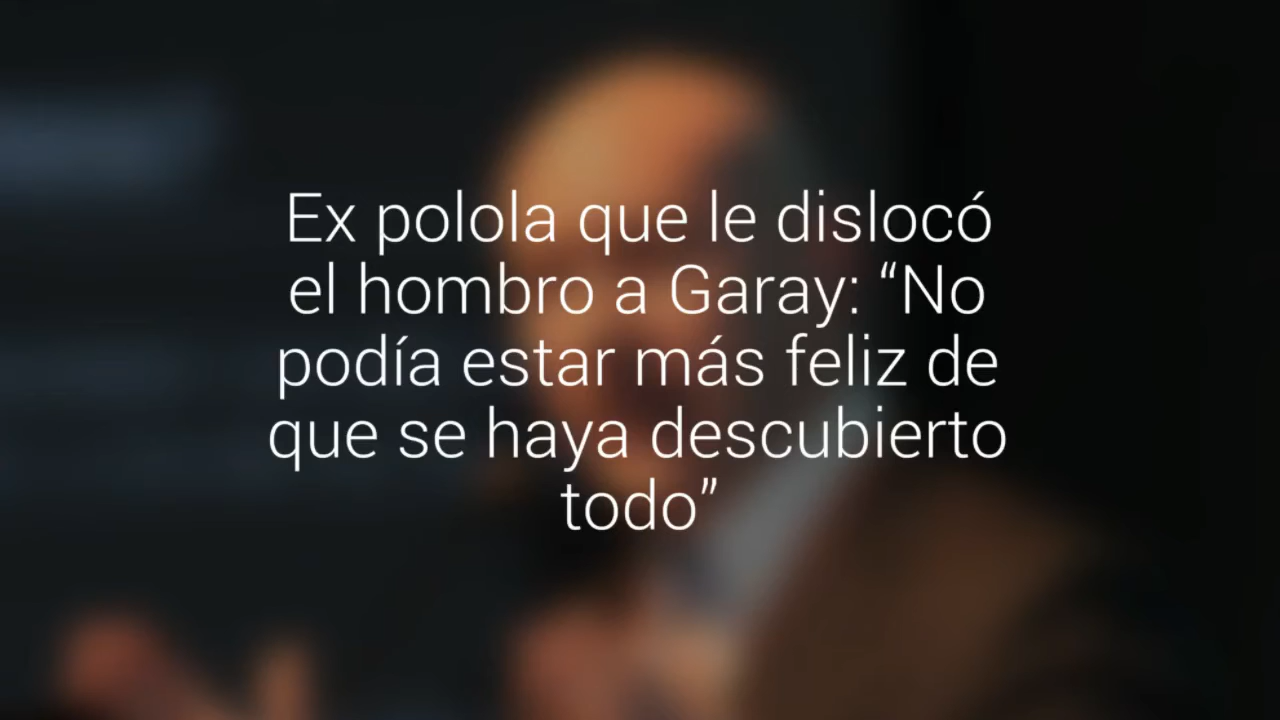 Ex polola que le dislocó
el hombro a Garay: “No
podía estar más feliz de
que se haya descubierto
todo”